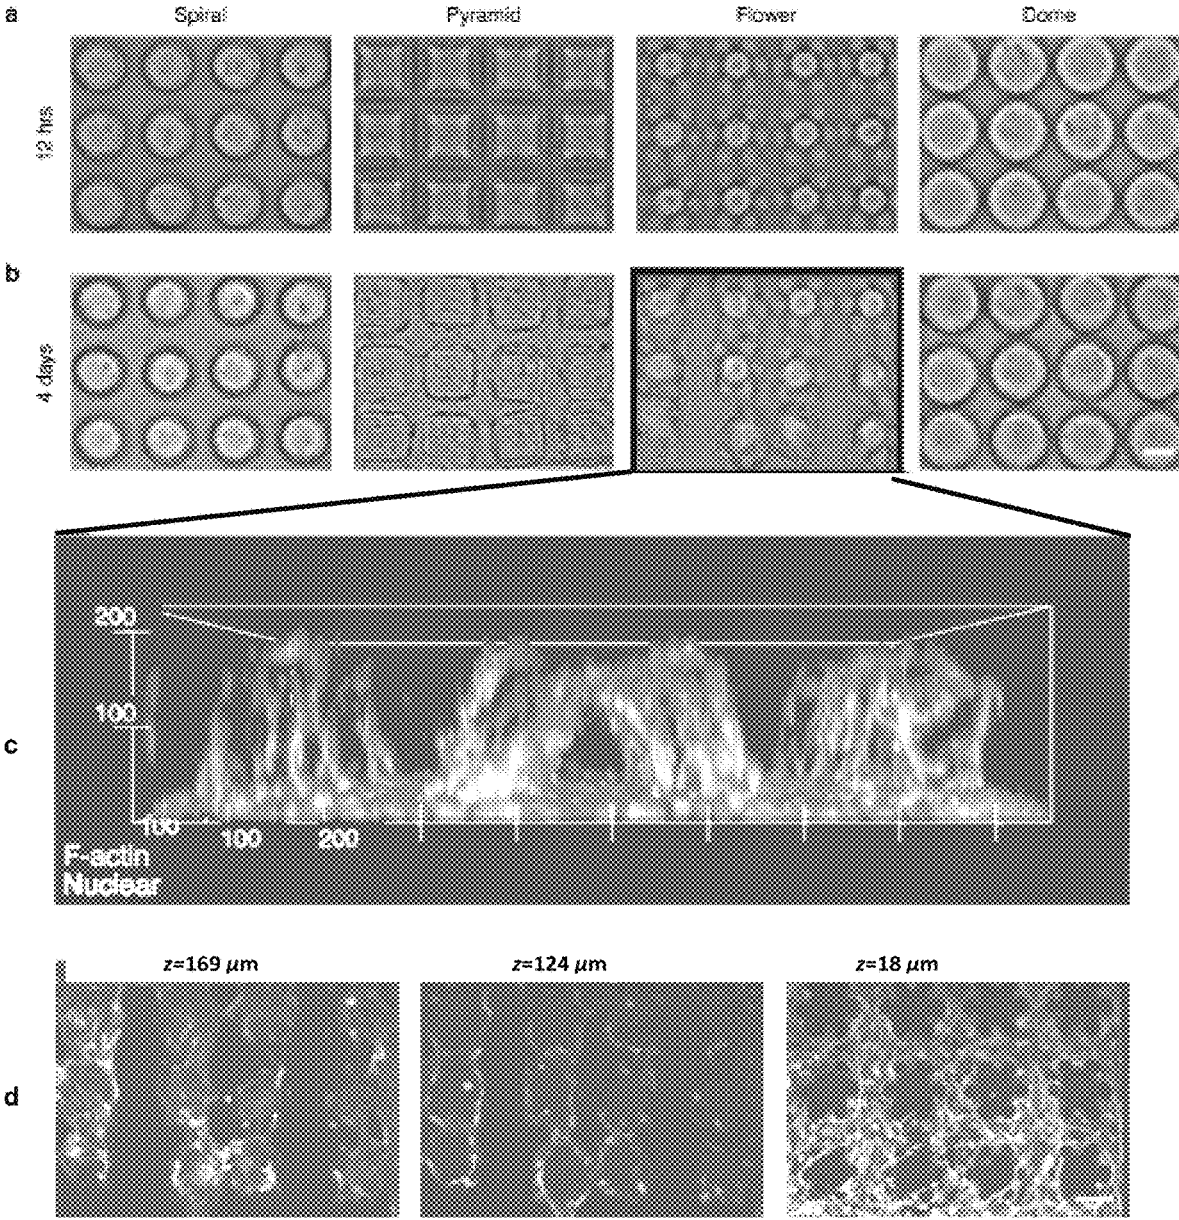 a
Spiral Pyramid Flower Dome
12 hrs
b
4 days
c
200
100
100 100 200
F-actin
Nuclear
z=169 μm z=124 μm z=18 μm
d